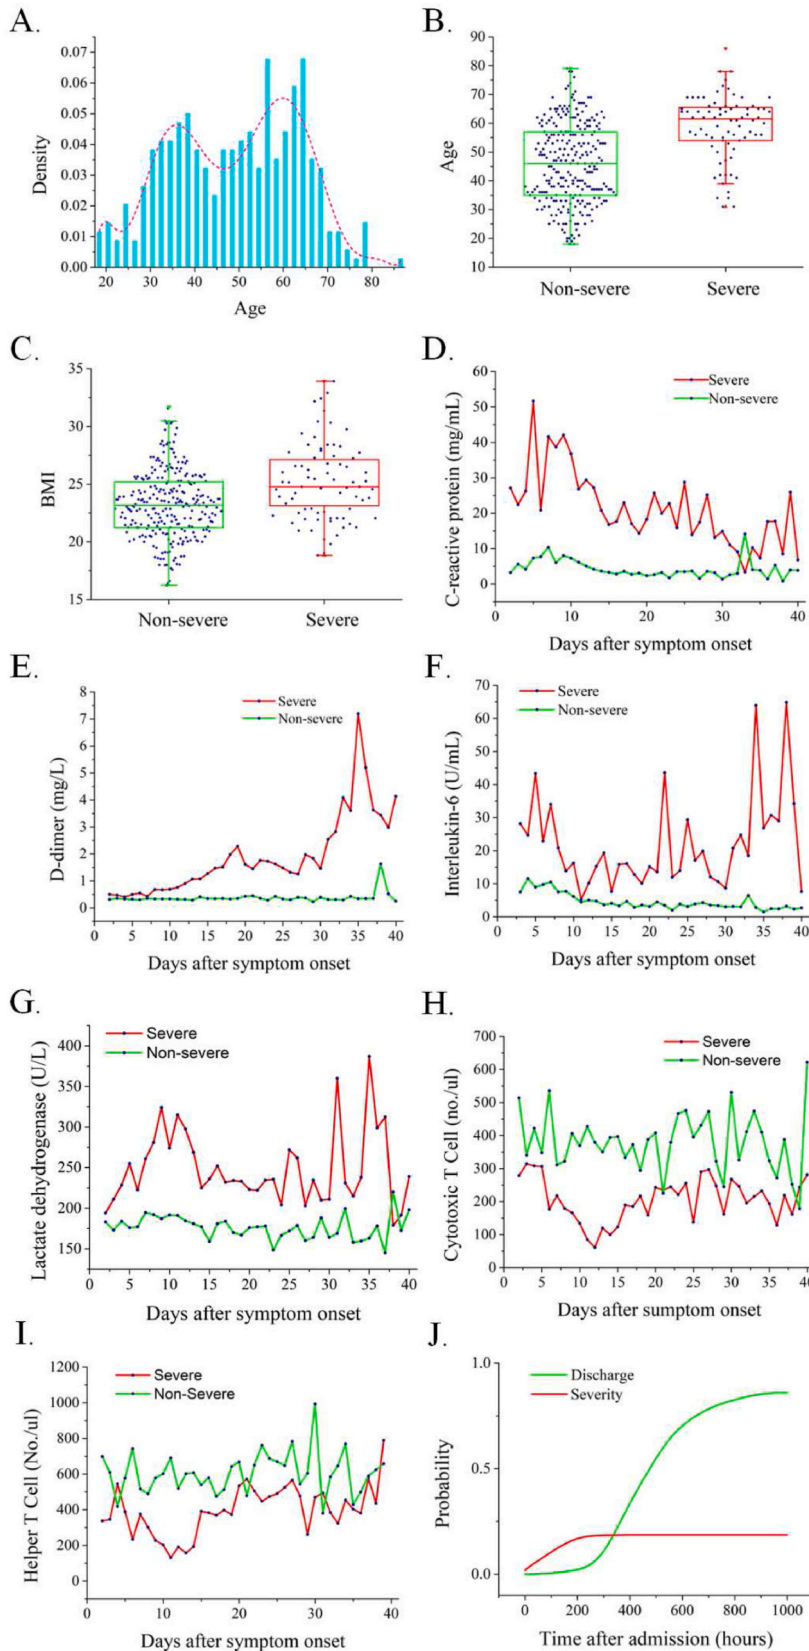 A.
0.07
0.06
0.05
0.04
0.03
0.02
0.01
0.00
Density
20 30 40 50 60 70 80
Age
B.
90
80
70
60
50
40
30
20
10
Age
Non-severe Severe
C.
35
30
25
20
15
BMI
Non-severe Severe
D.
60
50
40
30
20
10
0
C-reactive protein (mg/mL)
Severe
Non-severe
0 5 10 15 20 25 30 35 40
Days after symptom onset
E.
8
7
6
5
4
3
2
1
0
D-dimer (mg/L)
Severe
Non-severe
0 5 10 15 20 25 30 35 40
Days after symptom onset
F.
70
60
50
40
30
20
10
0
Interleukin-6 (U/mL)
Severe
Non-severe
0 5 10 15 20 25 30 35 40
Days after symptom onset
G.
400
350
300
250
200
150
Lactate dehydrogenase (U/L)
Severe
Non-severe
0 5 10 15 20 25 30 35 40
Days after symptom onset
H.
700
600
500
400
300
200
100
0
Cytotoxic T Cell (no./ul)
Severe
Non-severe
0 5 10 15 20 25 30 35 40
Days after sumptom onset
I.
1200
1000
800
600
400
200
0
Helper T Cell (No./ul)
Severe
Non-Severe
0 10 20 30 40
Days after symptom onset
J.
1.0
0.5
0.0
Probability
Discharge
Severity
0 200 400 600 800 1000
Time after admission (hours)